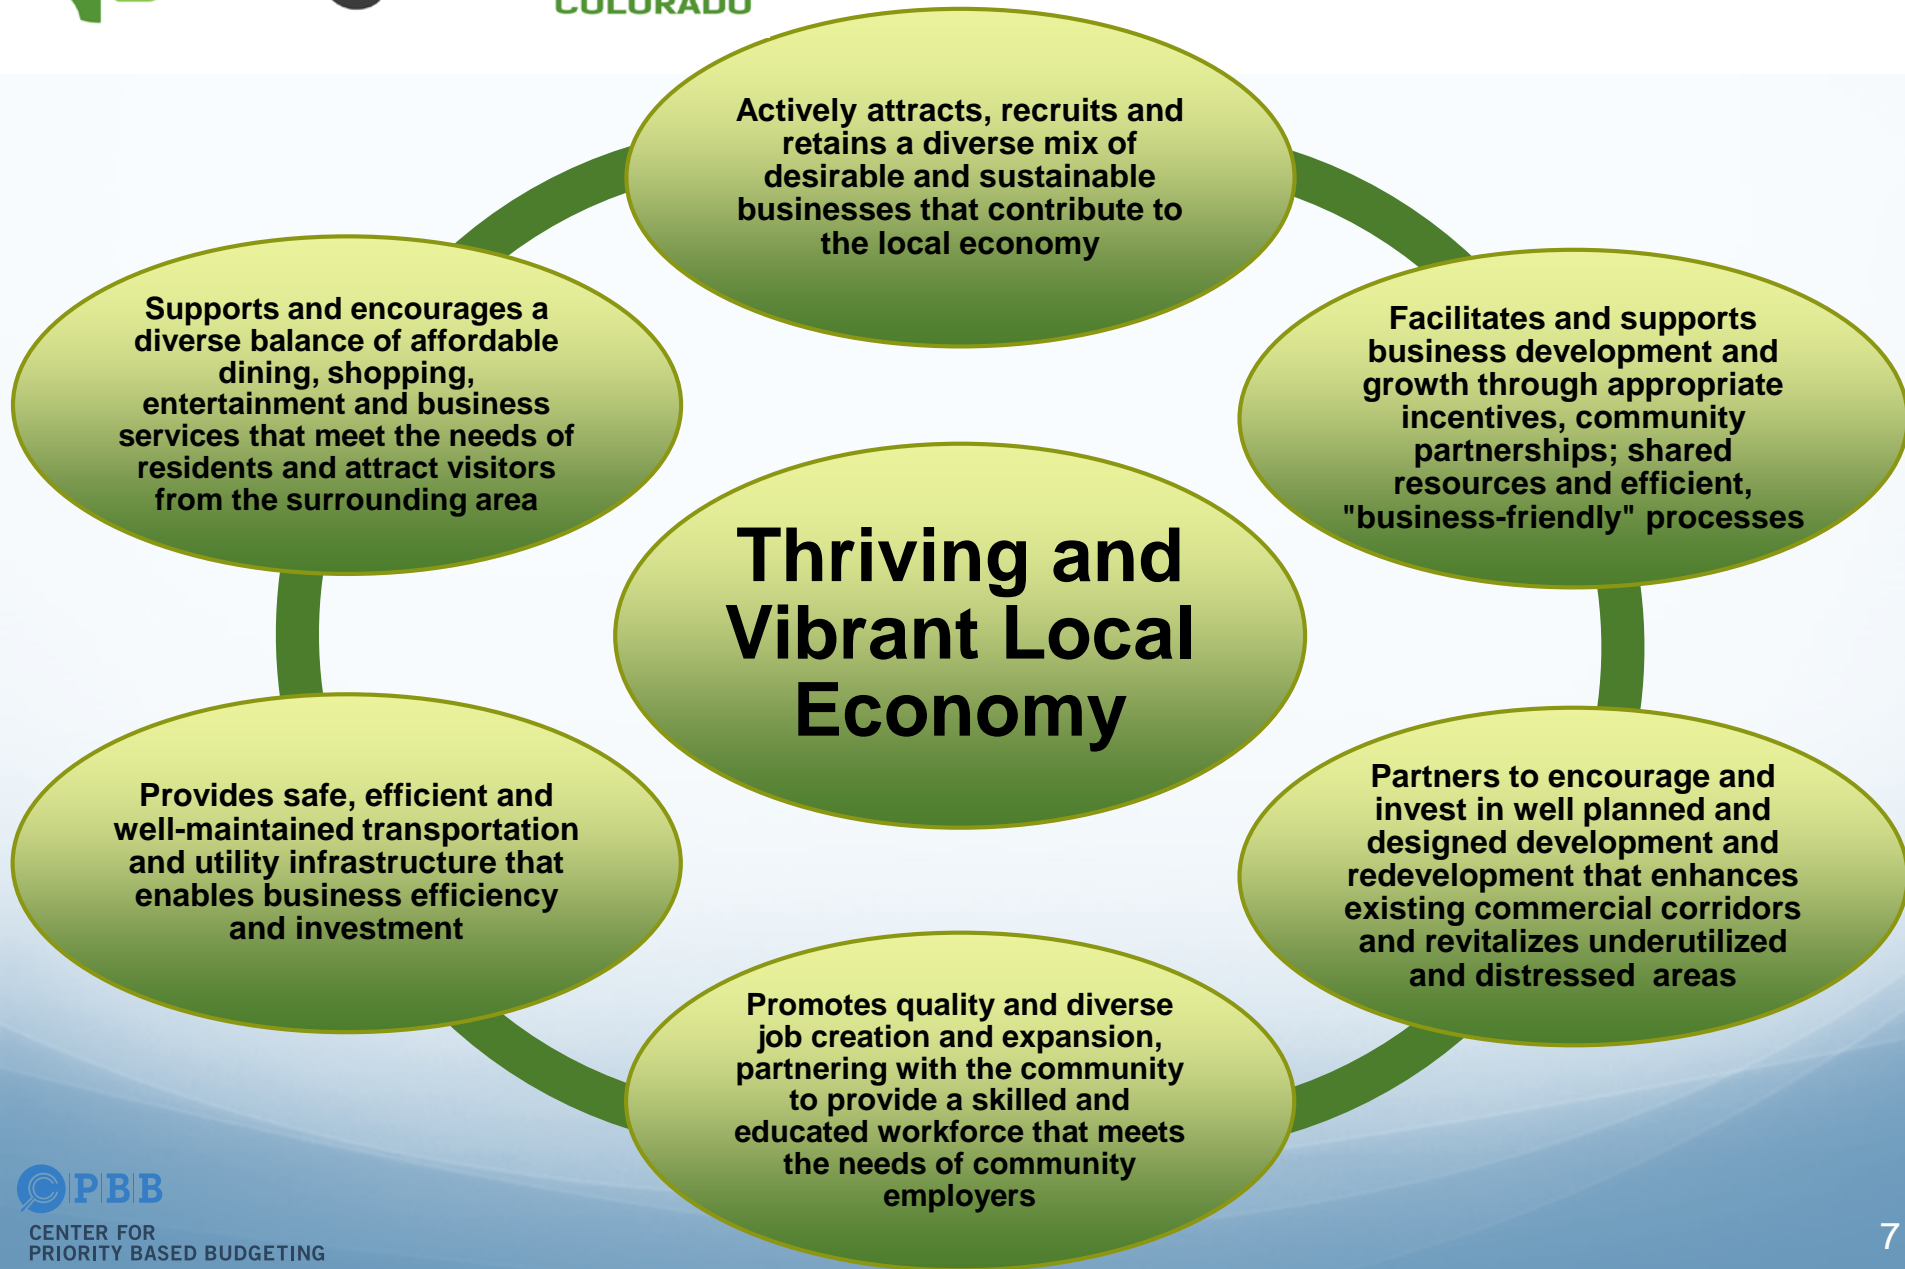 COLORADO
Actively attracts, recruits and
retains a diverse mix of
desirable and sustainable
businesses that contribute to
the local economy
Supports and encourages a
diverse balance of affordable
dining, shopping,
entertainment and business
services that meet the needs of
residents and attract visitors
from the surrounding area
Facilitates and supports
business development and
growth through appropriate
incentives, community
partnerships; shared
resources and efficient,
"business-friendly" processes
Thriving and
Vibrant Local
Economy
Provides safe, efficient and
well-maintained transportation
and utility infrastructure that
enables business efficiency
and investment
Partners to encourage and
invest in well planned and
designed development and
redevelopment that enhances
existing commercial corridors
and revitalizes underutilized
and distressed  areas
Promotes quality and diverse
job creation and expansion,
partnering with the community
to provide a skilled and
educated workforce that meets
the needs of community
employers
PBB
CENTER FOR
PRIORITY BASED BUDGETING
7